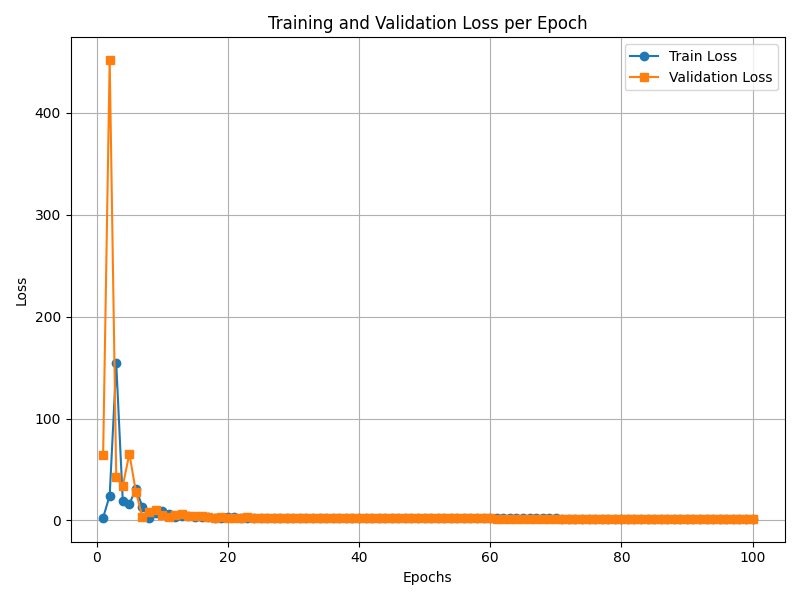 Training and Validation Loss per Epoch
Train Loss
Validation Loss
Loss
400
300
200
100
0
0 20 40 60 80 100
Epochs